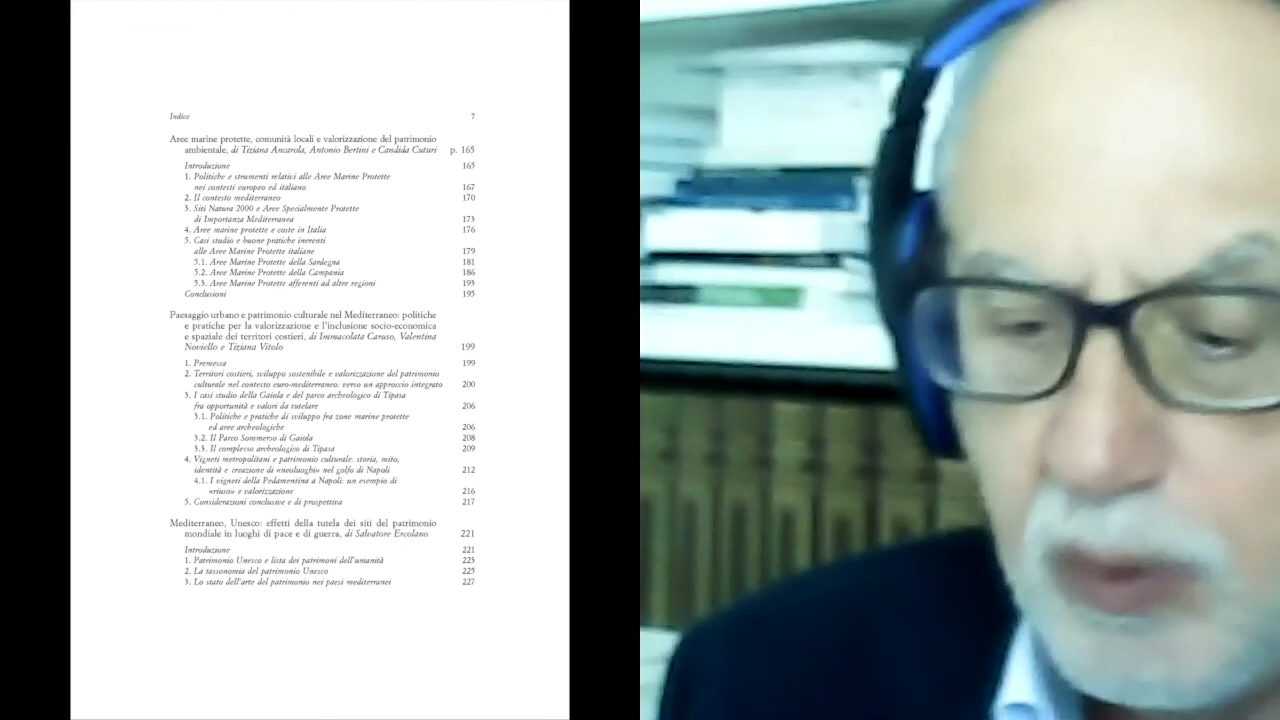 Indice 7
Aree marine protette, comunità locali e valorizzazione del patrimonio
ambientale, di Tiziana Ancarola, Antonio Bertini e Candida Cuturi p. 165
Introduzione 165
1. Politiche e strumenti relativi alle Aree Marine Protette
nei contesti europeo ed italiano 167
2. Il contesto mediterraneo 170
3. Siti Natura 2000 e Aree Specialmente Protette
di Importanza Mediterranea 173
4. Aree marine protette e coste in Italia 176
5. Casi studio e buone pratiche inerenti
alle Aree Marine Protette italiane 179
5.1. Aree Marine Protette della Sardegna 181
5.2. Aree Marine Protette della Campania 186
5.3. Aree Marine Protette afferenti ad altre regioni 193
Conclusioni 195
Paesaggio urbano e patrimonio culturale nel Mediterraneo: politiche
e pratiche per la valorizzazione e l'inclusione socio-economica
e spaziale dei territori costieri, di Immacolata Caruso, Valentina
Noviello e Tiziana Vitolo 199
1. Premessa 199
2. Territori costieri, sviluppo sostenibile e valorizzazione del patrimonio
culturale nel contesto euro-mediterraneo: verso un approccio integrato 200
3. I casi studio della Gaiola e del parco archeologico di Tipasa
fra opportunità e valori da tutelare 206
3.1. Politiche e pratiche di sviluppo fra zone marine protette
ed aree archeologiche 206
3.2. Il Parco Sommerso di Gaiola 208
3.3. Il complesso archeologico di Tipasa 209
4. Vigneti metropolitani e patrimonio culturale: storia, mito,
identità e creazione di «neoluoghi» nel golfo di Napoli 212
4.1. I vigneti della Pedamentina a Napoli: un esempio di
«riuso» e valorizzazione 216
5. Considerazioni conclusive e di prospettiva 217
Mediterraneo, Unesco: effetti della tutela dei siti del patrimonio
mondiale in luoghi di pace e di guerra, di Salvatore Ercolano 221
Introduzione 221
1. Patrimonio Unesco e lista dei patrimoni dell'umanità 223
2. La tassonomia del patrimonio Unesco 225
3. Lo stato dell'arte del patrimonio nei paesi mediterranei 227